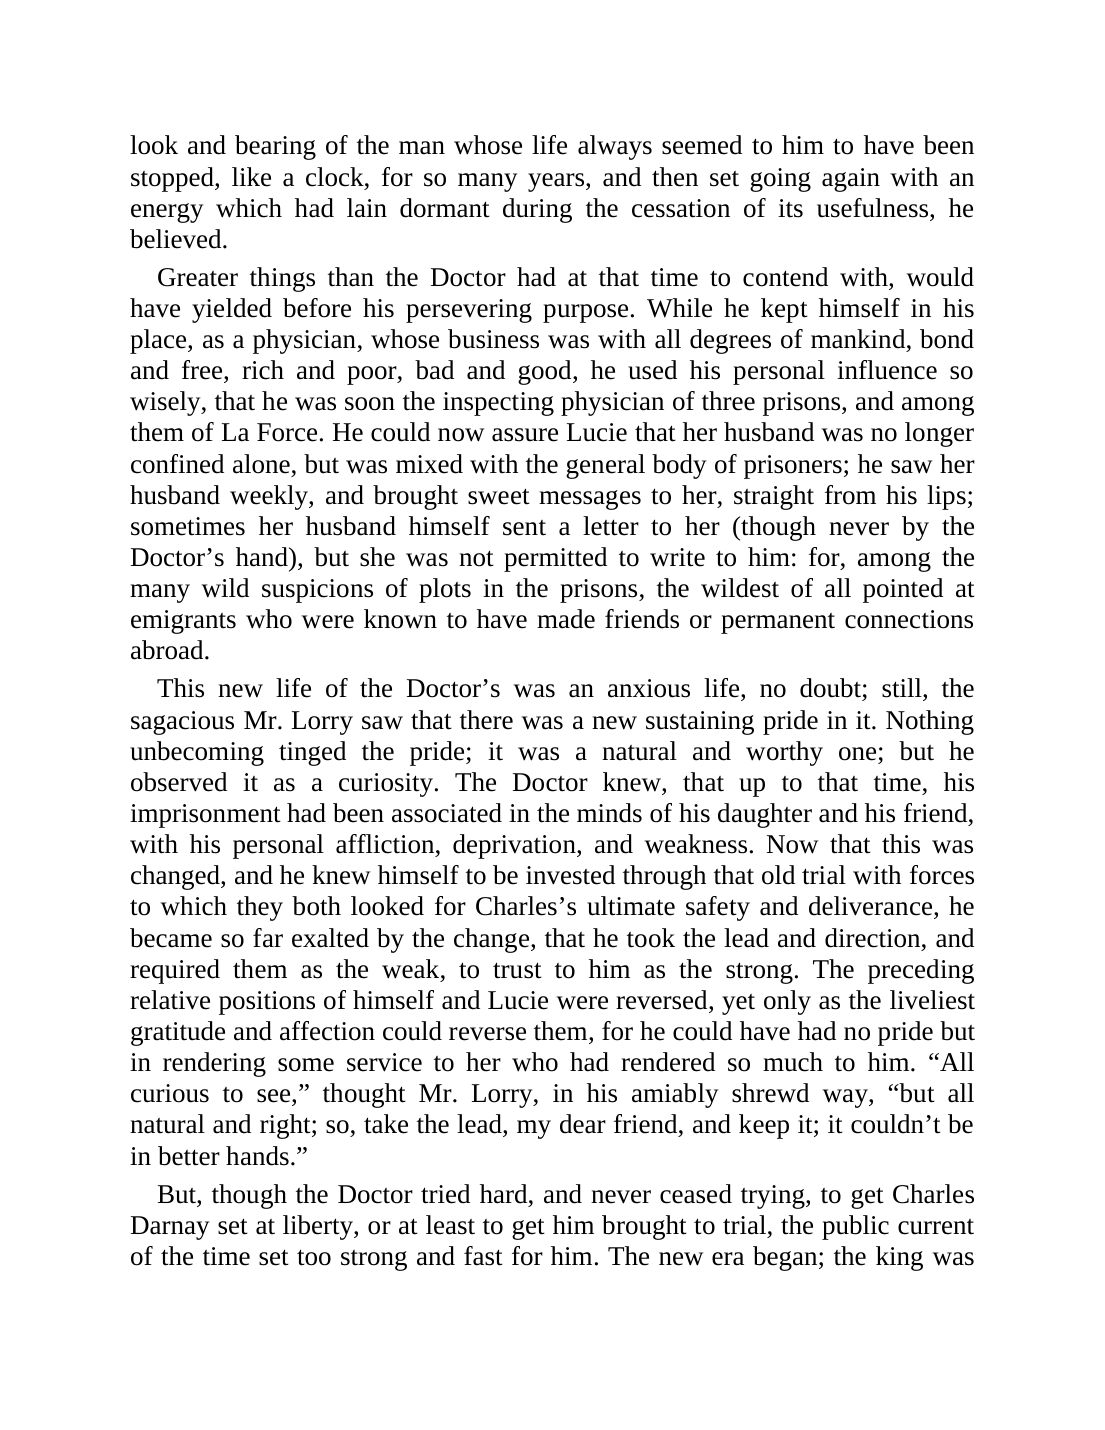 look and bearing of the man whose life always seemed to him to have been
stopped, like a clock, for so many years, and then set going again with an
energy which had lain dormant during the cessation of its usefulness, he
believed.
Greater things than the Doctor had at that time to contend with, would
have yielded before his persevering purpose. While he kept himself in his
place, as a physician, whose business was with all degrees of mankind, bond
and free, rich and poor, bad and good, he used his personal influence so
wisely, that he was soon the inspecting physician of three prisons, and among
them of La Force. He could now assure Lucie that her husband was no longer
confined alone, but was mixed with the general body of prisoners; he saw her
husband weekly, and brought sweet messages to her, straight from his lips;
sometimes her husband himself sent a letter to her (though never by the
Doctor’s hand), but she was not permitted to write to him: for, among the
many wild suspicions of plots in the prisons, the wildest of all pointed at
emigrants who were known to have made friends or permanent connections
abroad.
This new life of the Doctor’s was an anxious life, no doubt; still, the
sagacious Mr. Lorry saw that there was a new sustaining pride in it. Nothing
unbecoming tinged the pride; it was a natural and worthy one; but he
observed it as a curiosity. The Doctor knew, that up to that time, his
imprisonment had been associated in the minds of his daughter and his friend,
with his personal affliction, deprivation, and weakness. Now that this was
changed, and he knew himself to be invested through that old trial with forces
to which they both looked for Charles’s ultimate safety and deliverance, he
became so far exalted by the change, that he took the lead and direction, and
required them as the weak, to trust to him as the strong. The preceding
relative positions of himself and Lucie were reversed, yet only as the liveliest
gratitude and affection could reverse them, for he could have had no pride but
in rendering some service to her who had rendered so much to him. “All
curious to see,” thought Mr. Lorry, in his amiably shrewd way, “but all
natural and right; so, take the lead, my dear friend, and keep it; it couldn’t be
in better hands.”
But, though the Doctor tried hard, and never ceased trying, to get Charles
Darnay set at liberty, or at least to get him brought to trial, the public current
of the time set too strong and fast for him. The new era began; the king was